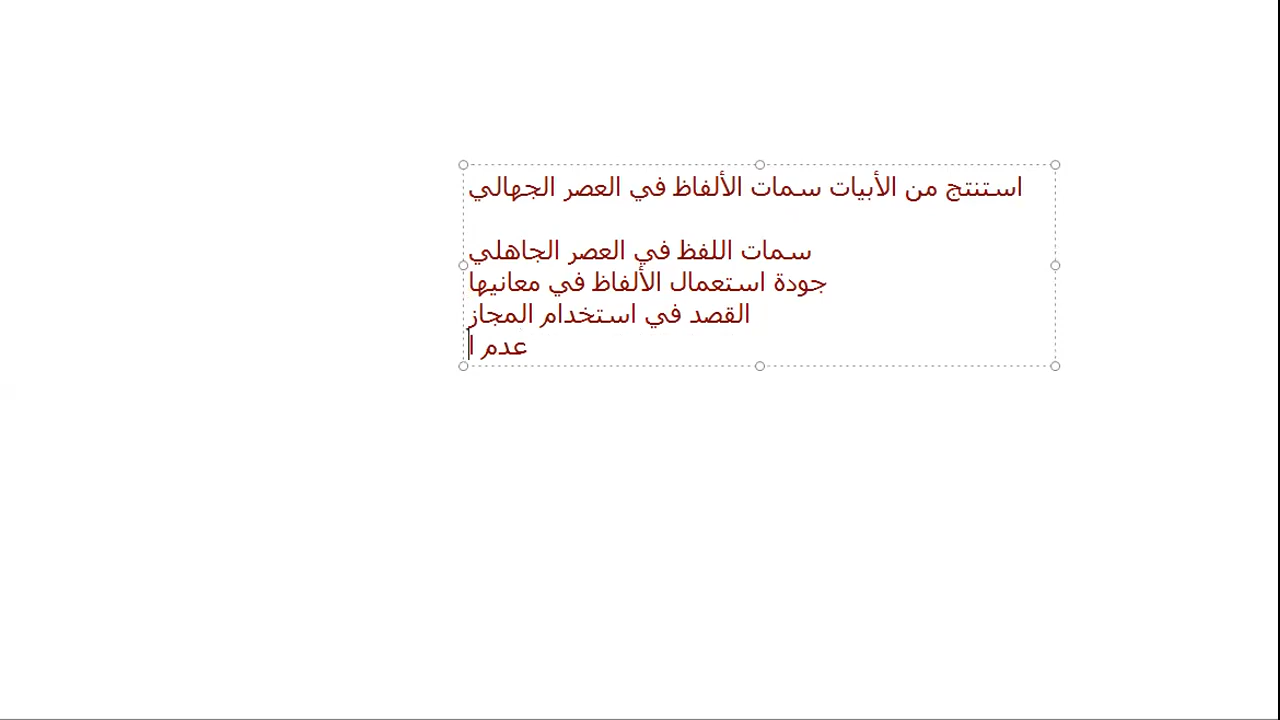 استنتج من الأبيات سمات الألفاظ في العصر الجهالي
سمات اللفظ في العصر الجاهلي
جودة استعمال الألفاظ في معانيها
القصد في استخدام المجاز
عدم ا